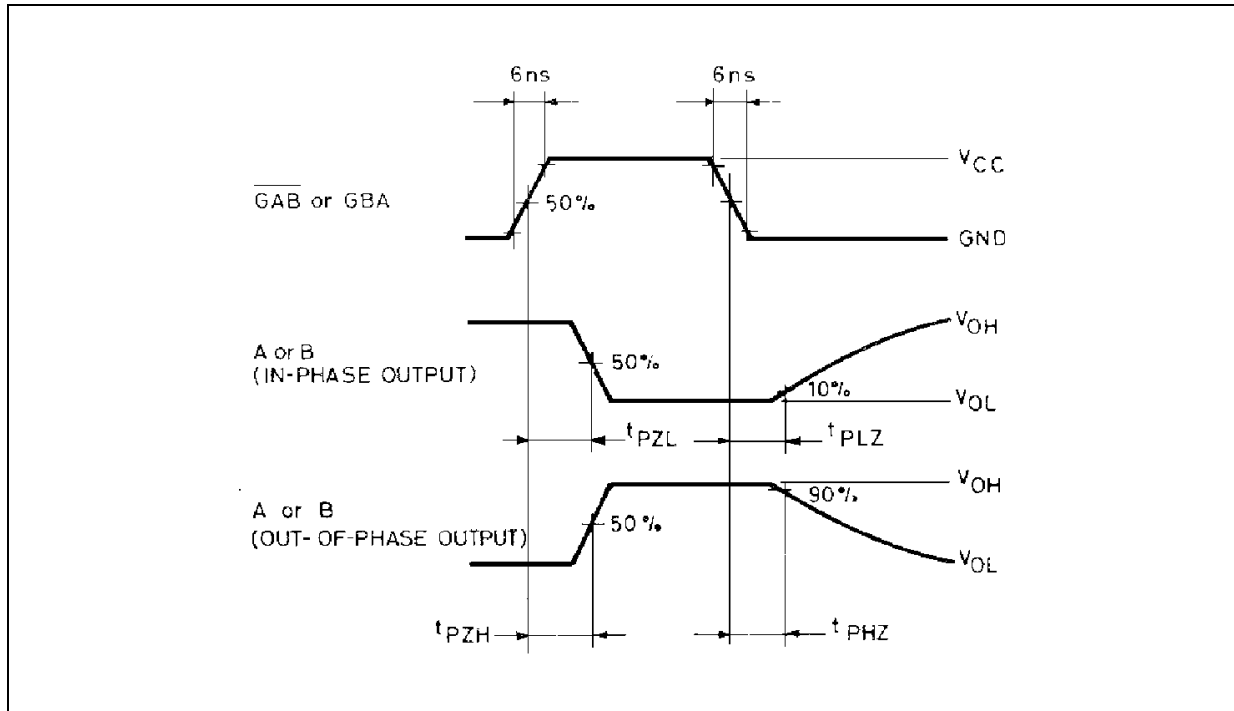 6ns 6ns
VCC
GAB or GBA 50%
GND
VOH
A or B
(IN-PHASE OUTPUT) 50% 10%
VOL
tPZL tPLZ
VOH
90%
A or B
(OUT-OF-PHASE OUTPUT) 50%
VOL
tPZH tPHZ